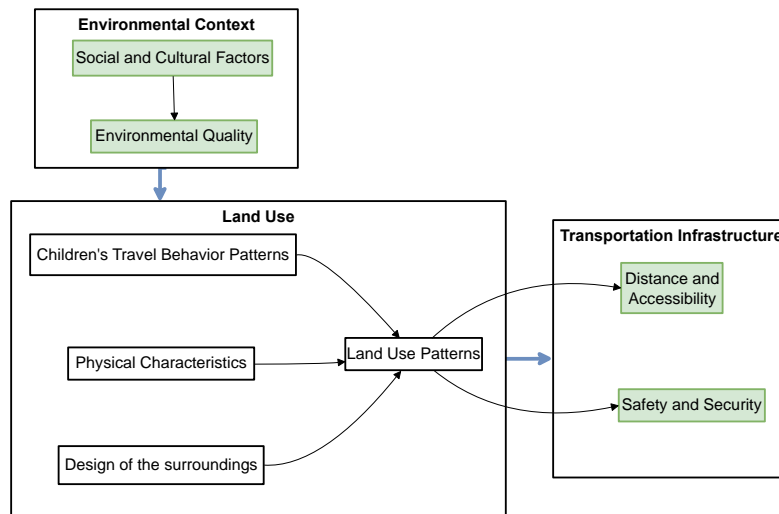 Environmental Context
Social and Cultural Factors
Environmental Quality
Land Use
Children's Travel Behavior Patterns
Physical Characteristics
Land Use Patterns
Design of the surroundings
Transportation Infrastructure
Distance and
Accessibility
Safety and Security